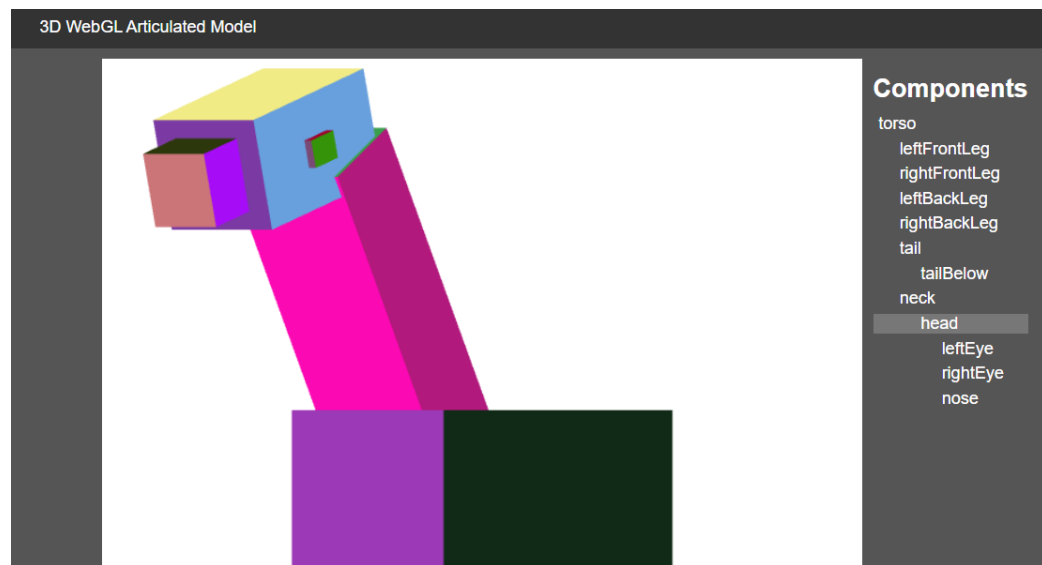 3D WebGL Articulated Model
Components
torso
leftFrontLeg
rightFrontLeg
leftBackLeg
rightBackLeg
tail
tailBelow
neck
head
leftEye
rightEye
nose